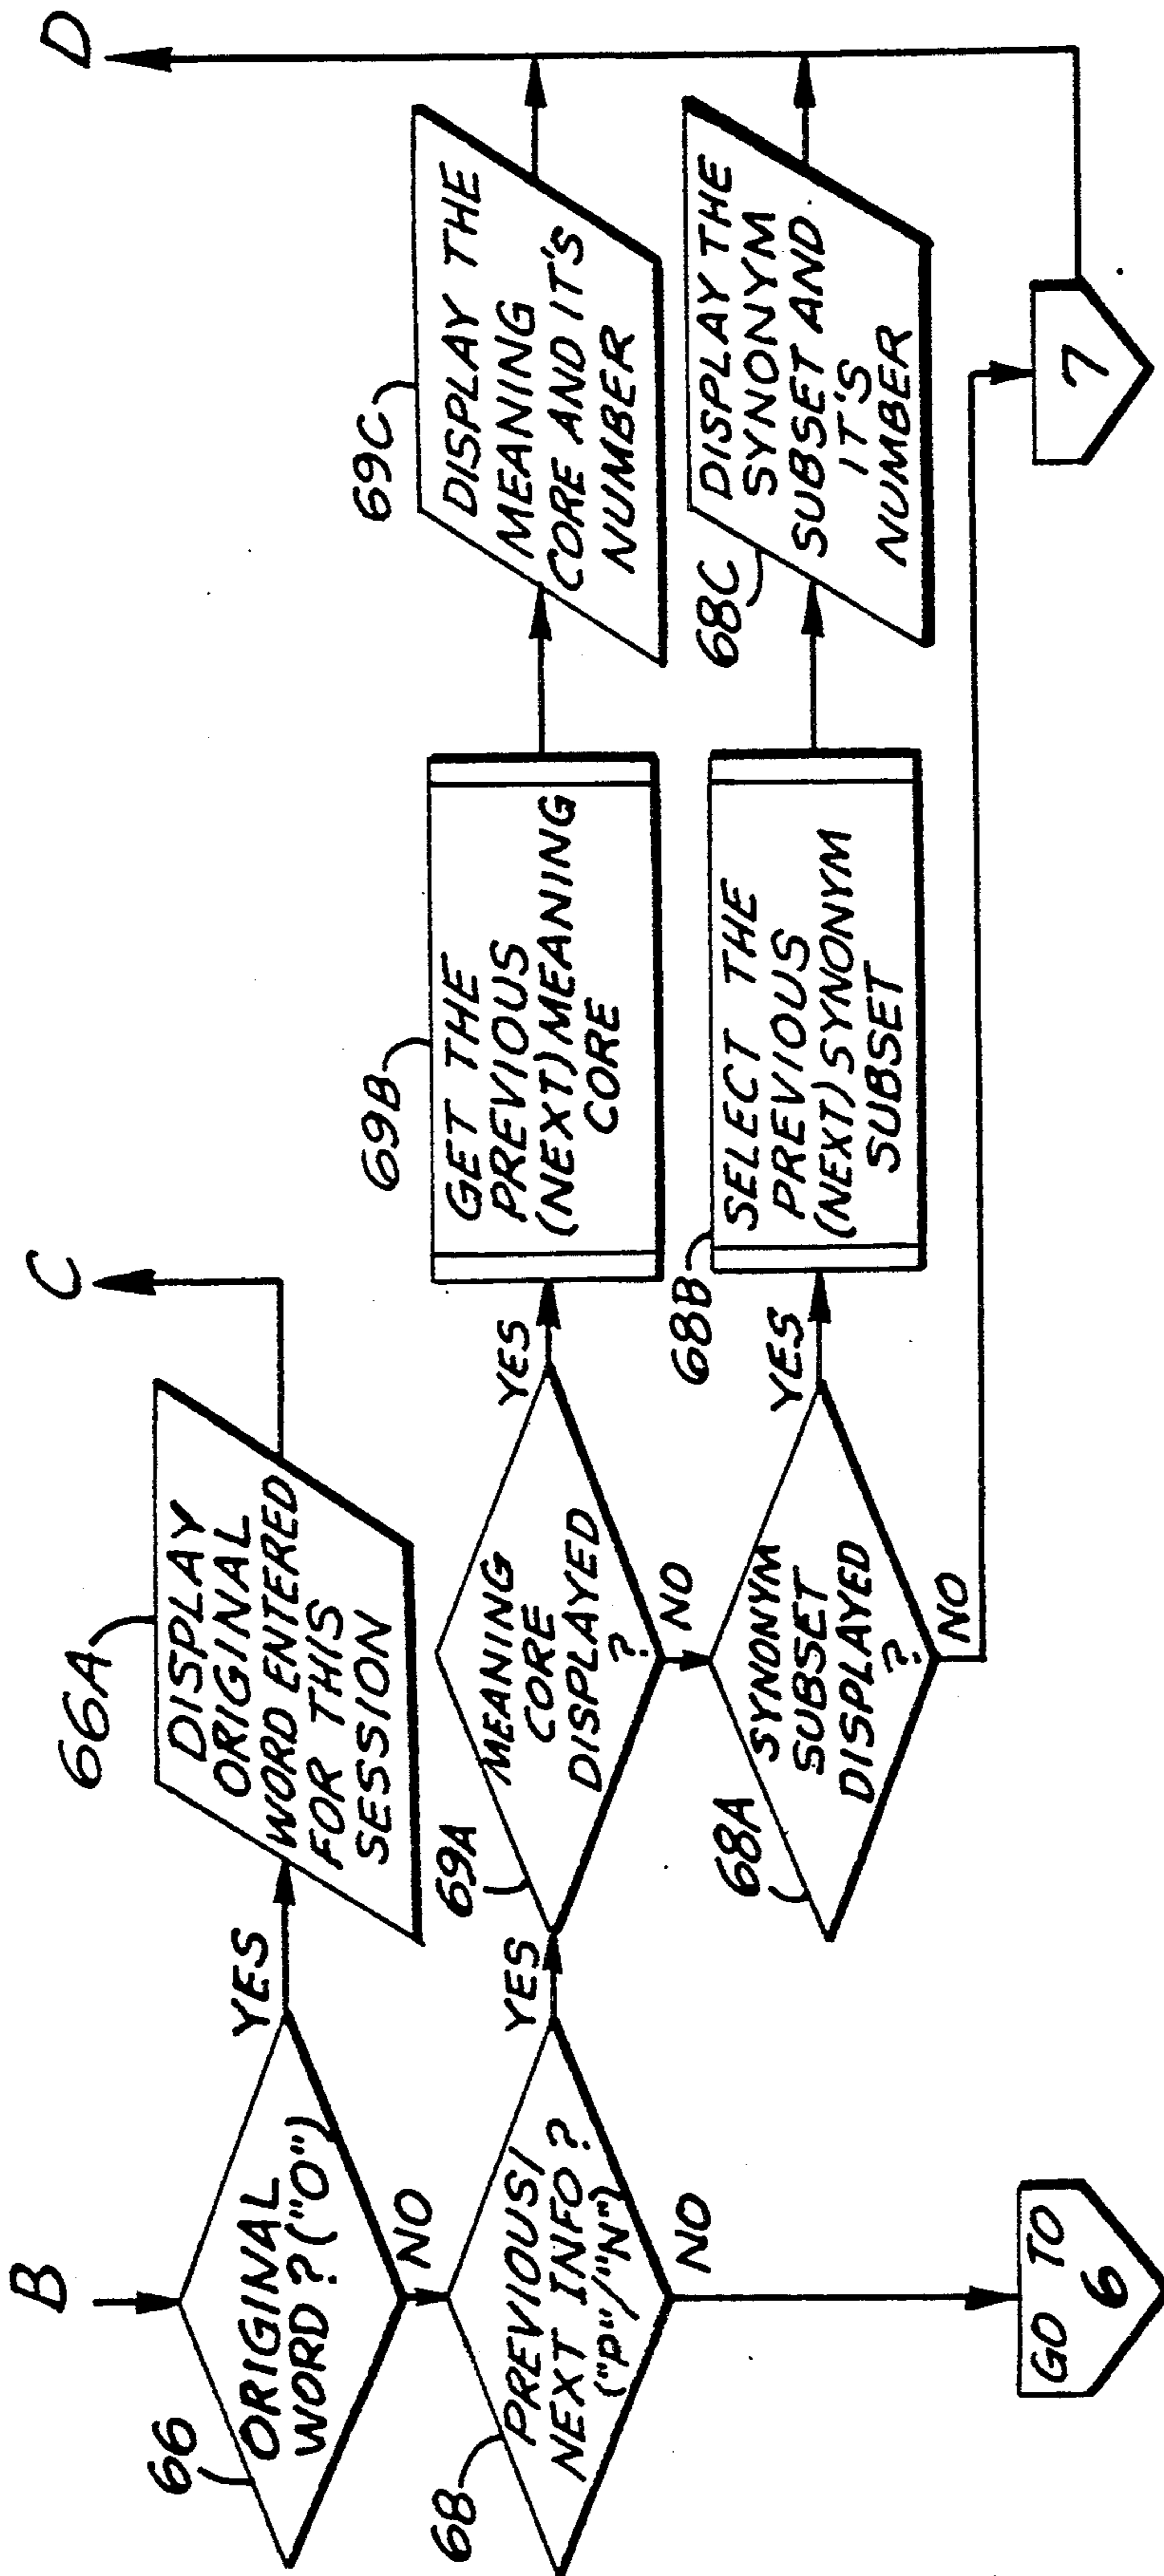 B
66
ORIGINAL
WORD ? ("O")
YES
NO
66A
DISPLAY
ORIGINAL
WORD ENTERED
FOR THIS
SESSION
C
68
PREVIOUS/
NEXT INFO ?
("P"/"N")
YES
NO
GO TO
6
69A
MEANING
CORE
DISPLAYED
?
YES
NO
69B
GET THE
PREVIOUS
(NEXT) MEANING
CORE
69C
DISPLAY THE
MEANING
CORE AND IT'S
NUMBER
D
68A
SYNONYM
SUBSET
DISPLAYED
?
YES
NO
68B
SELECT THE
PREVIOUS
(NEXT) SYNONYM
SUBSET
68C
DISPLAY THE
SYNONYM
SUBSET AND
IT'S
NUMBER
7